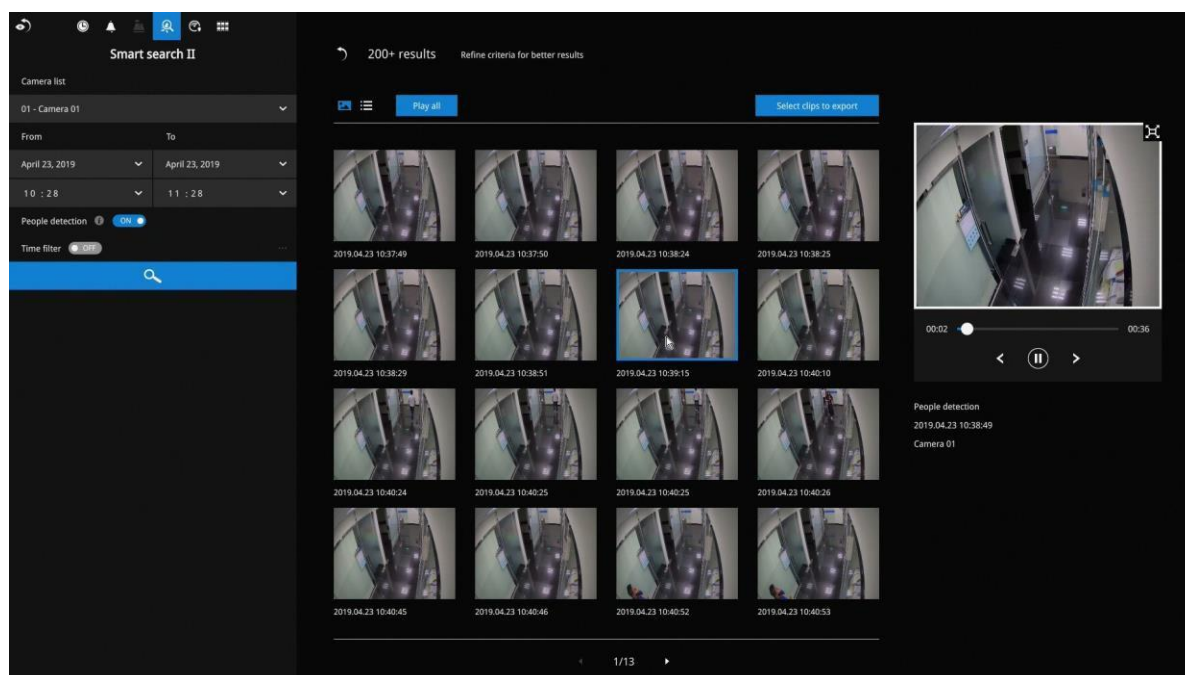 Smart search II
Camera list
01 - Camera 01
From To
April 23, 2019 April 23, 2019
10 : 28 11 : 28
People detection ON
Time filter OFF
200+ results Refine criteria for better results
Play all Select clips to export
2019.04.23 10:37:49 2019.04.23 10:37:50 2019.04.23 10:38:24 2019.04.23 10:38:25
2019.04.23 10:38:29 2019.04.23 10:38:51 2019.04.23 10:39:15 2019.04.23 10:40:10
2019.04.23 10:40:24 2019.04.23 10:40:25 2019.04.23 10:40:25 2019.04.23 10:40:26
2019.04.23 10:40:45 2019.04.23 10:40:46 2019.04.23 10:40:52 2019.04.23 10:40:53
1/13
00:02 00:36
People detection
2019.04.23 10:38:49
Camera 01